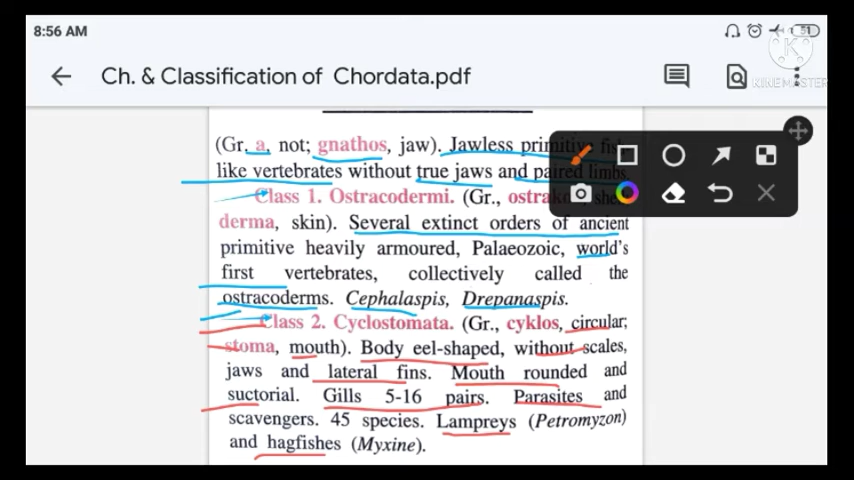 8:56 AM
51
KINEMASTER
Ch. & Classification of Chordata.pdf
(Gr. a, not; gnathos, jaw). Jawless primitive fish
like vertebrates without true jaws and paired limbs.
Class 1. Ostracodermi. (Gr., ostrak
derma, skin). Several extinct orders of ancient
primitive heavily armoured, Palaeozoic, world's
first vertebrates, collectively called the
ostracoderms. Cephalaspis, Drepanaspis.
Class 2. Cyclostomata. (Gr., cyklos, circular;
stoma, mouth). Body eel-shaped, without scales,
jaws and lateral fins. Mouth rounded and
suctorial. Gills 5-16 pairs. Parasites and
scavengers. 45 species. Lampreys (Petromyzon)
and hagfishes (Myxine).